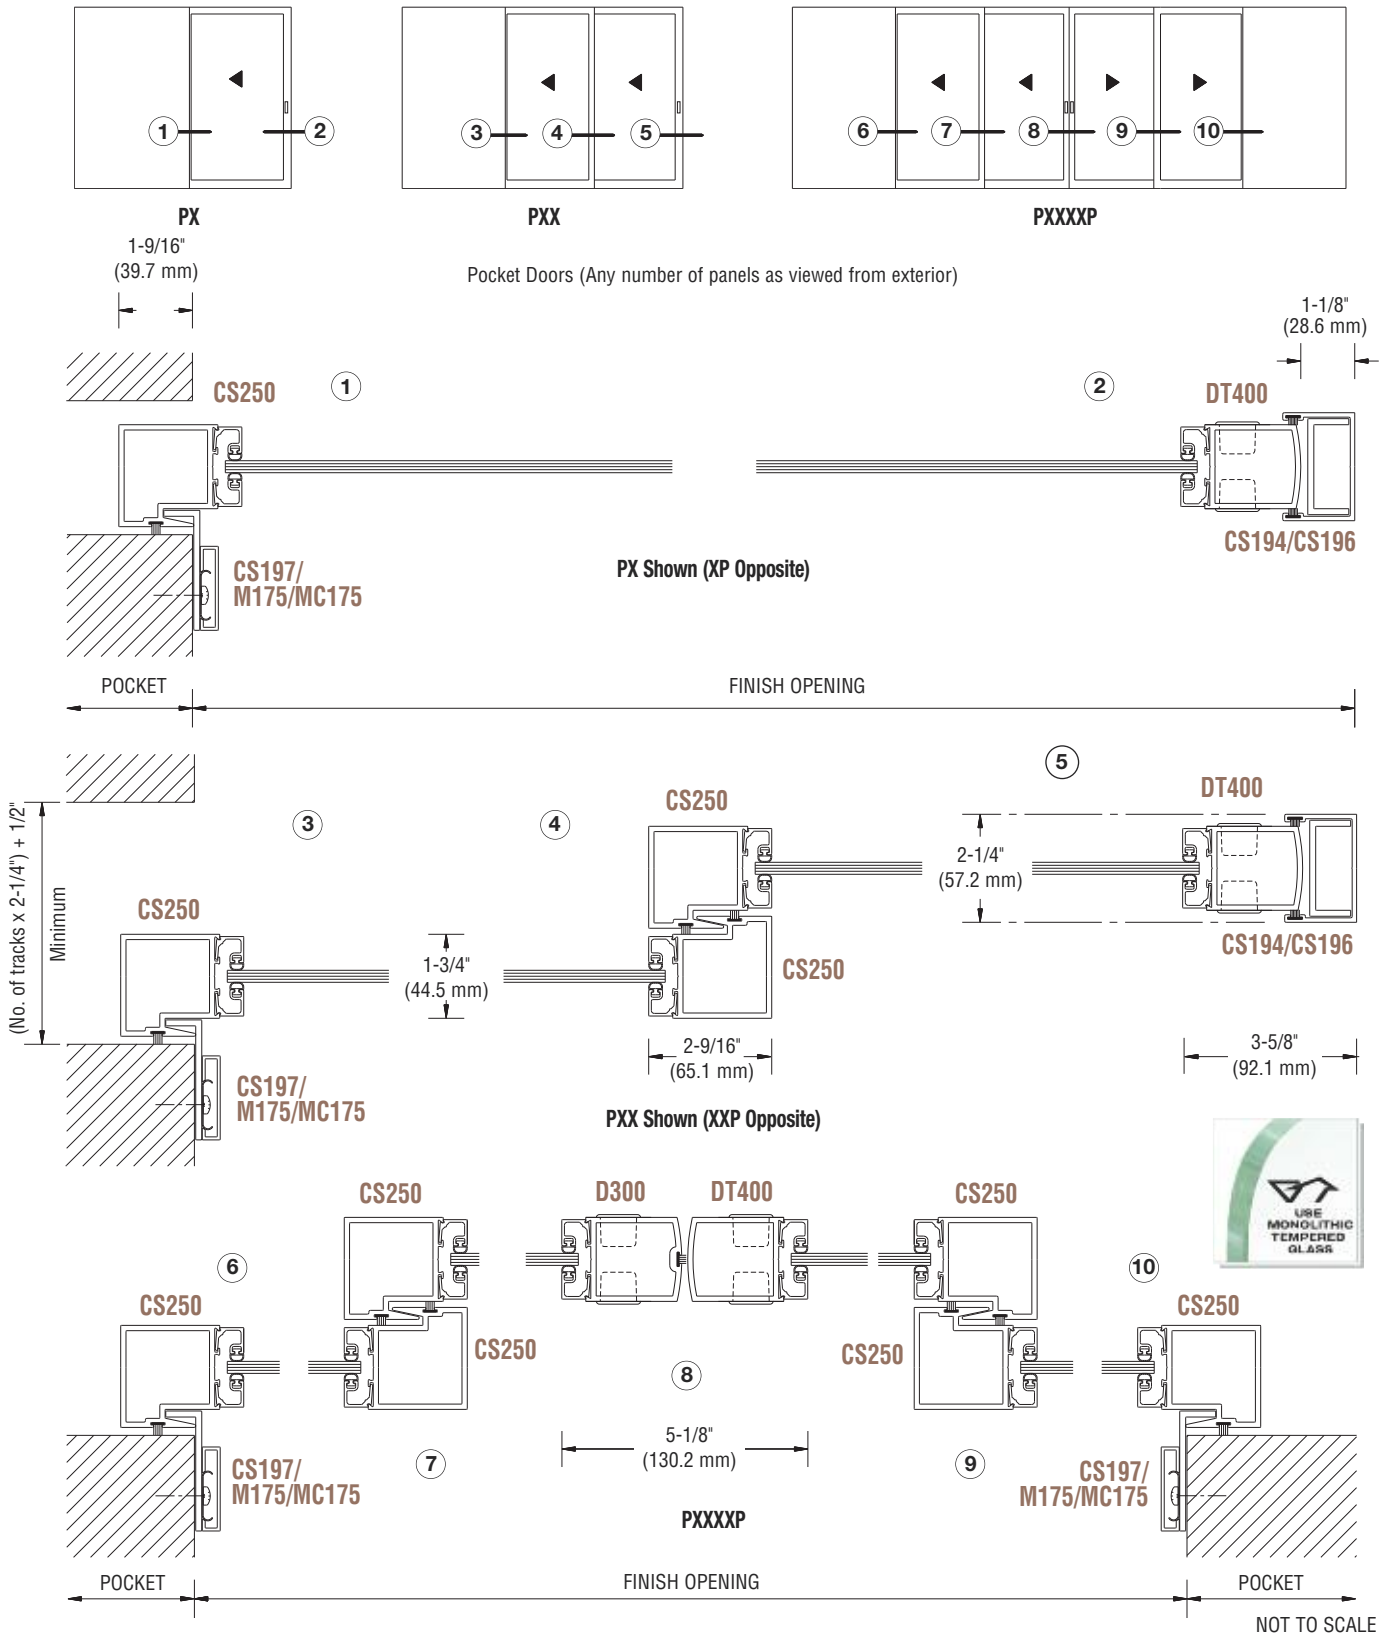 1
2
3
4
5
6
7
8
9
10
PX
PXX
PXXXXP
1-9/16"
(39.7 mm)
Pocket Doors (Any number of panels as viewed from exterior)
1-1/8"
(28.6 mm)
CS250
1
2
DT400
CS194/CS196
CS197/
M175/MC175
PX Shown (XP Opposite)
POCKET
FINISH OPENING
(No. of tracks x 2-1/4") + 1/2"
Minimum
3
4
5
CS250
DT400
2-1/4"
(57.2 mm)
CS250
1-3/4"
(44.5 mm)
CS250
CS194/CS196
2-9/16"
(65.1 mm)
3-5/8"
(92.1 mm)
CS197/
M175/MC175
PXX Shown (XXP Opposite)
USE
MONOLITHIC
TEMPERED
GLASS
CS250
D300
DT400
CS250
6
10
CS250
CS250
CS250
CS250
8
7
5-1/8"
(130.2 mm)
9
CS197/
M175/MC175
CS197/
M175/MC175
PXXXXP
POCKET
FINISH OPENING
POCKET
NOT TO SCALE